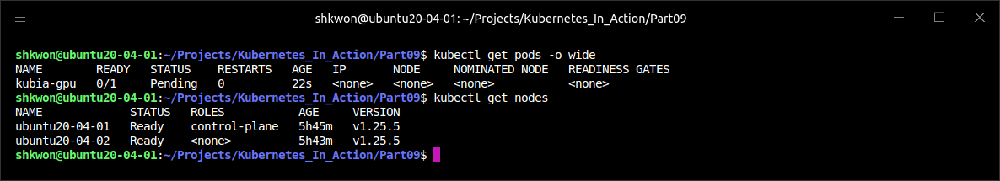 shkwon@ubuntu20-04-01: ~/Projects/Kubernetes_In_Action/Part09
shkwon@ubuntu20-04-01:~/Projects/Kubernetes_In_Action/Part09$ kubectl get pods -o wide
NAME        READY   STATUS    RESTARTS   AGE   IP       NODE     NOMINATED NODE   READINESS GATES
kubia-gpu   0/1     Pending   0          22s   <none>   <none>   <none>           <none>
shkwon@ubuntu20-04-01:~/Projects/Kubernetes_In_Action/Part09$ kubectl get nodes
NAME             STATUS   ROLES           AGE     VERSION
ubuntu20-04-01   Ready    control-plane   5h45m   v1.25.5
ubuntu20-04-02   Ready    <none>          5h43m   v1.25.5
shkwon@ubuntu20-04-01:~/Projects/Kubernetes_In_Action/Part09$